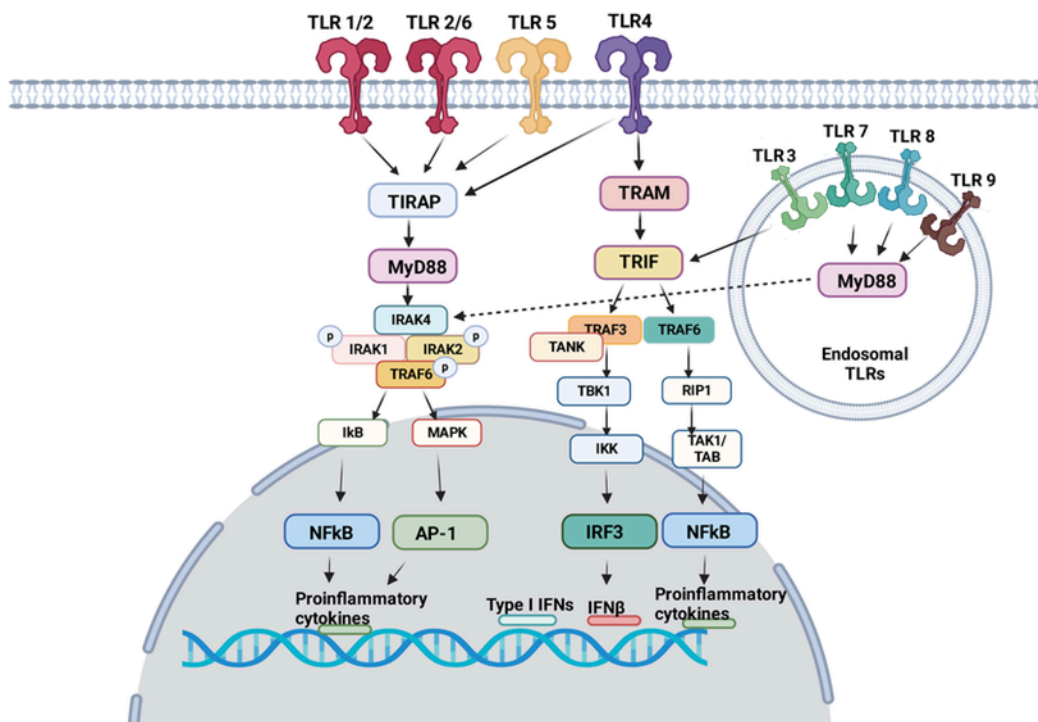 TLR 1/2
TLR 2/6
TLR 5
TLR4
TLR 3
TLR 7
TLR 8
TLR 9
TIRAP
TRAM
MyD88
TRIF
MyD88
IRAK4
P
IRAK1
IRAK2
P
TRAF6
P
TRAF3
TRAF6
TANK
Endosomal
TLRs
TBK1
RIP1
IkB
MAPK
IKK
TAK1/
TAB
NFkB
AP-1
IRF3
NFkB
Proinflammatory
cytokines
Type I IFNs
IFNβ
Proinflammatory
cytokines